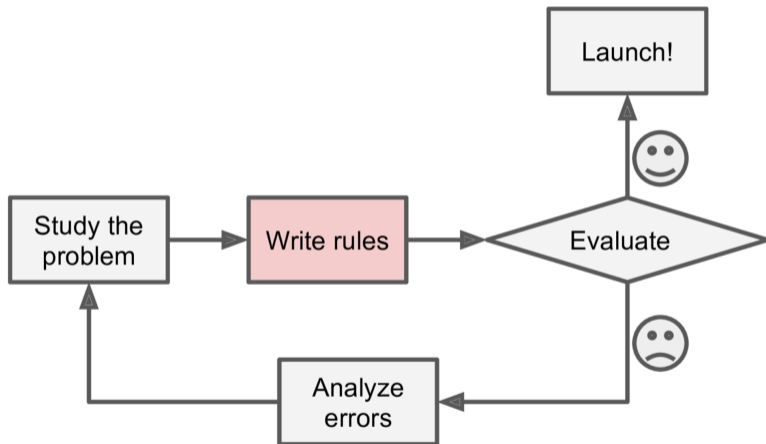 Launch!
Study the
problem
Write rules
Evaluate
Analyze
errors